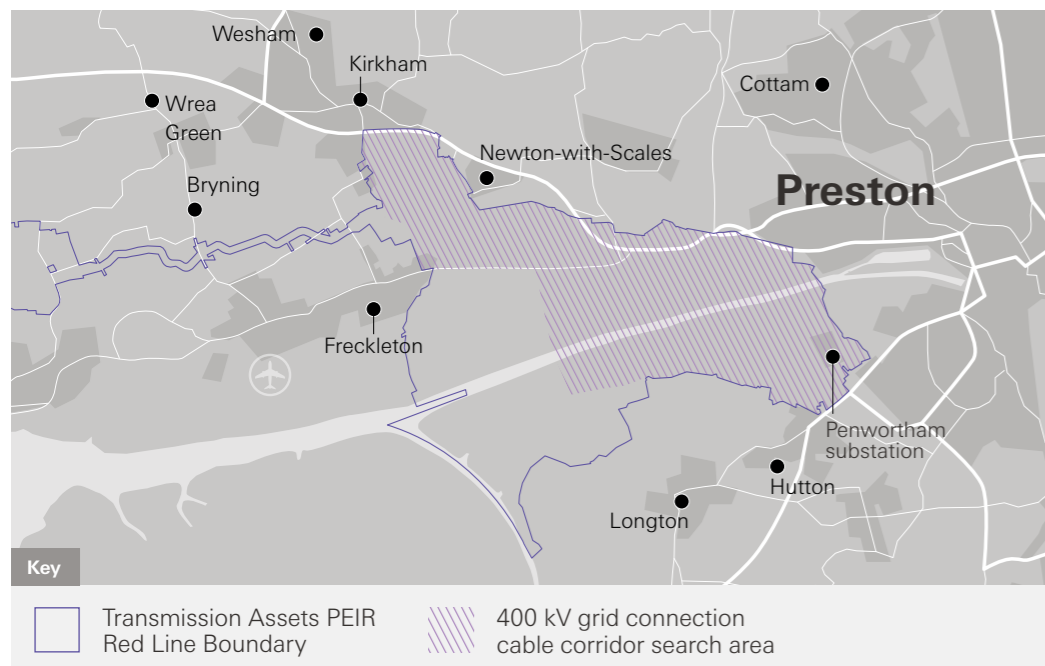 Wesham
Kirkham
Cottam
Wrea
Green
Newton-with-Scales
Preston
Bryning
Freckleton
Penwortham
substation
Hutton
Longton
Key
Transmission Assets PEIR
Red Line Boundary
400 kV grid connection
cable corridor search area